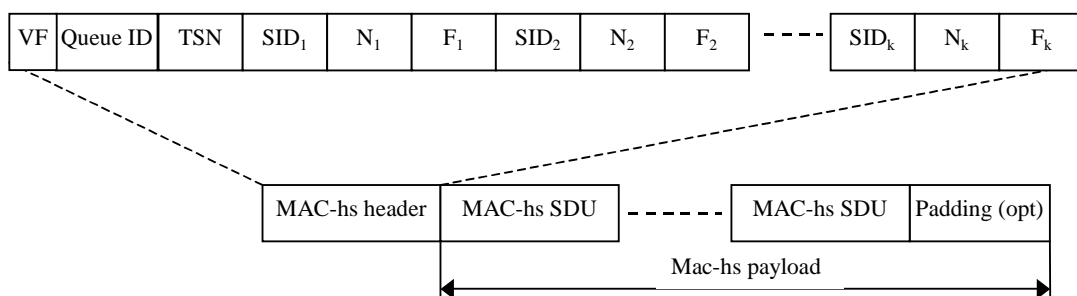 VF Queue ID TSN SID₁ N₁ F₁ SID₂ N₂ F₂ SIDₖ Nₖ Fₖ
MAC-hs header MAC-hs SDU MAC-hs SDU Padding (opt)
Mac-hs payload